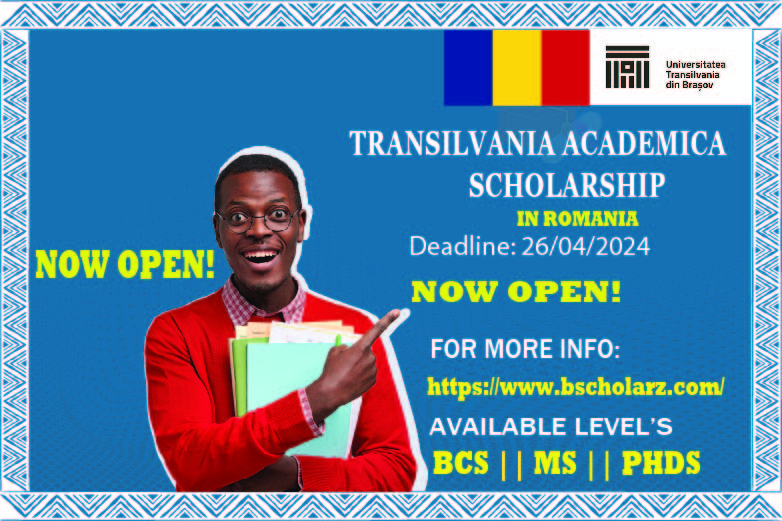 Universitatea
Transilvania
din Brașov
TRANSILVANIA ACADEMICA
SCHOLARSHIP
IN ROMANIA
Deadline: 26/04/2024
NOW OPEN!
NOW OPEN!
FOR MORE INFO:
https://www.bscholarz.com/
AVAILABLE LEVEL'S
BCS || MS || PHDS